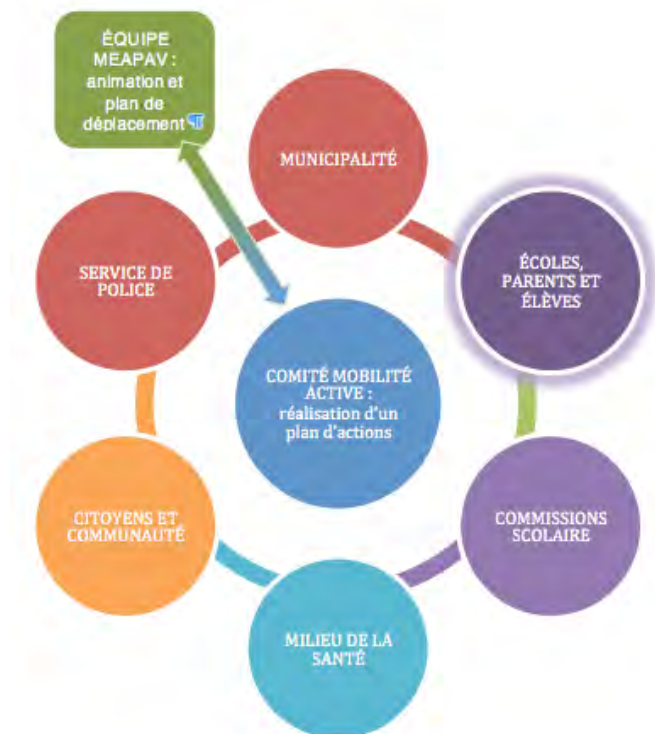 ÉQUIPE
MEAPAV :
animation et
plan de
déplacement¶
MUNICIPALITÉ
SERVICE DE
POLICE
ÉCOLES,
PARENTS ET
ÉLÈVES
COMITÉ MOBILITÉ
ACTIVE :
réalisation d'un
plan d'actions
CITOYENS ET
COMMUNAUTÉ
COMMISSIONS
SCOLAIRE
MILIEU DE LA
SANTÉ